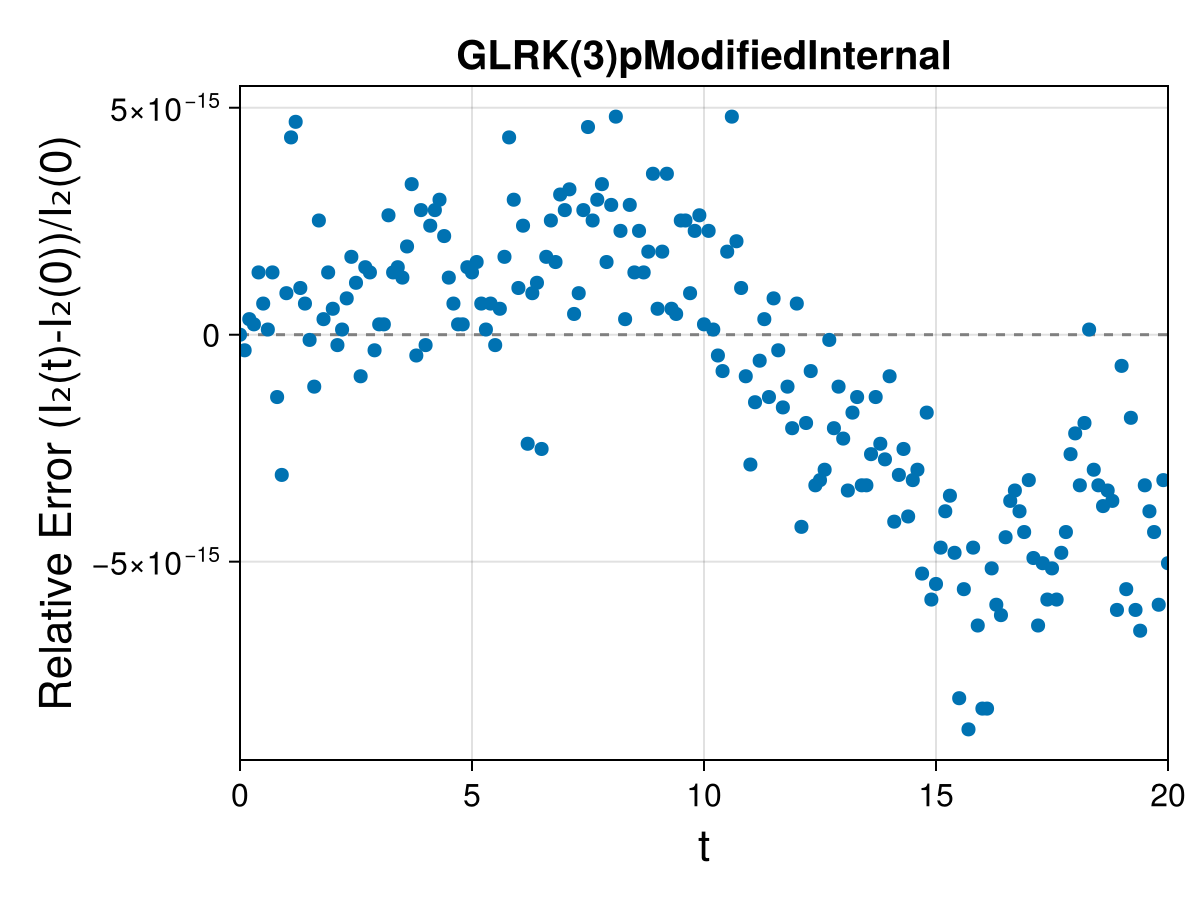 GLRK(3)pModifiedInternal
Relative Error (I₂(t)-I₂(0))/I₂(0)
5×10⁻¹⁵
0
−5×10⁻¹⁵
0 5 10 15 20
t